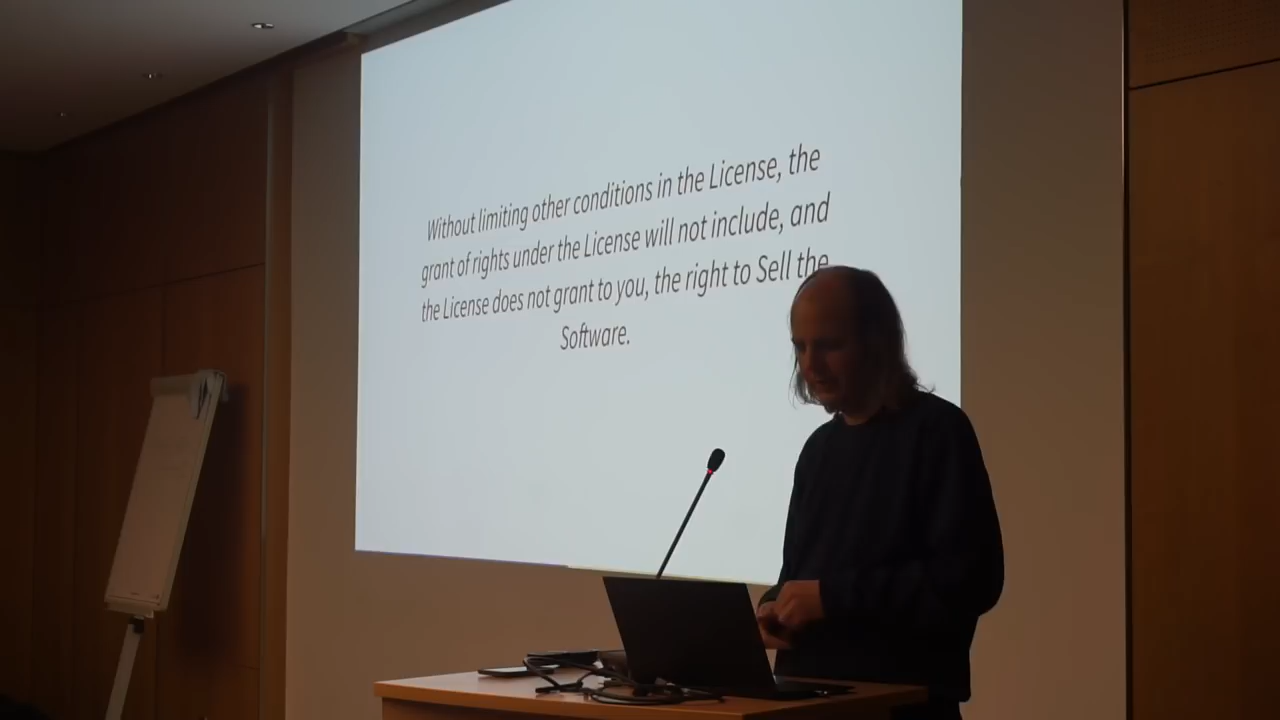 Without limiting other conditions in the License, the
grant of rights under the License will not include, and
the License does not grant to you, the right to Sell the
Software.